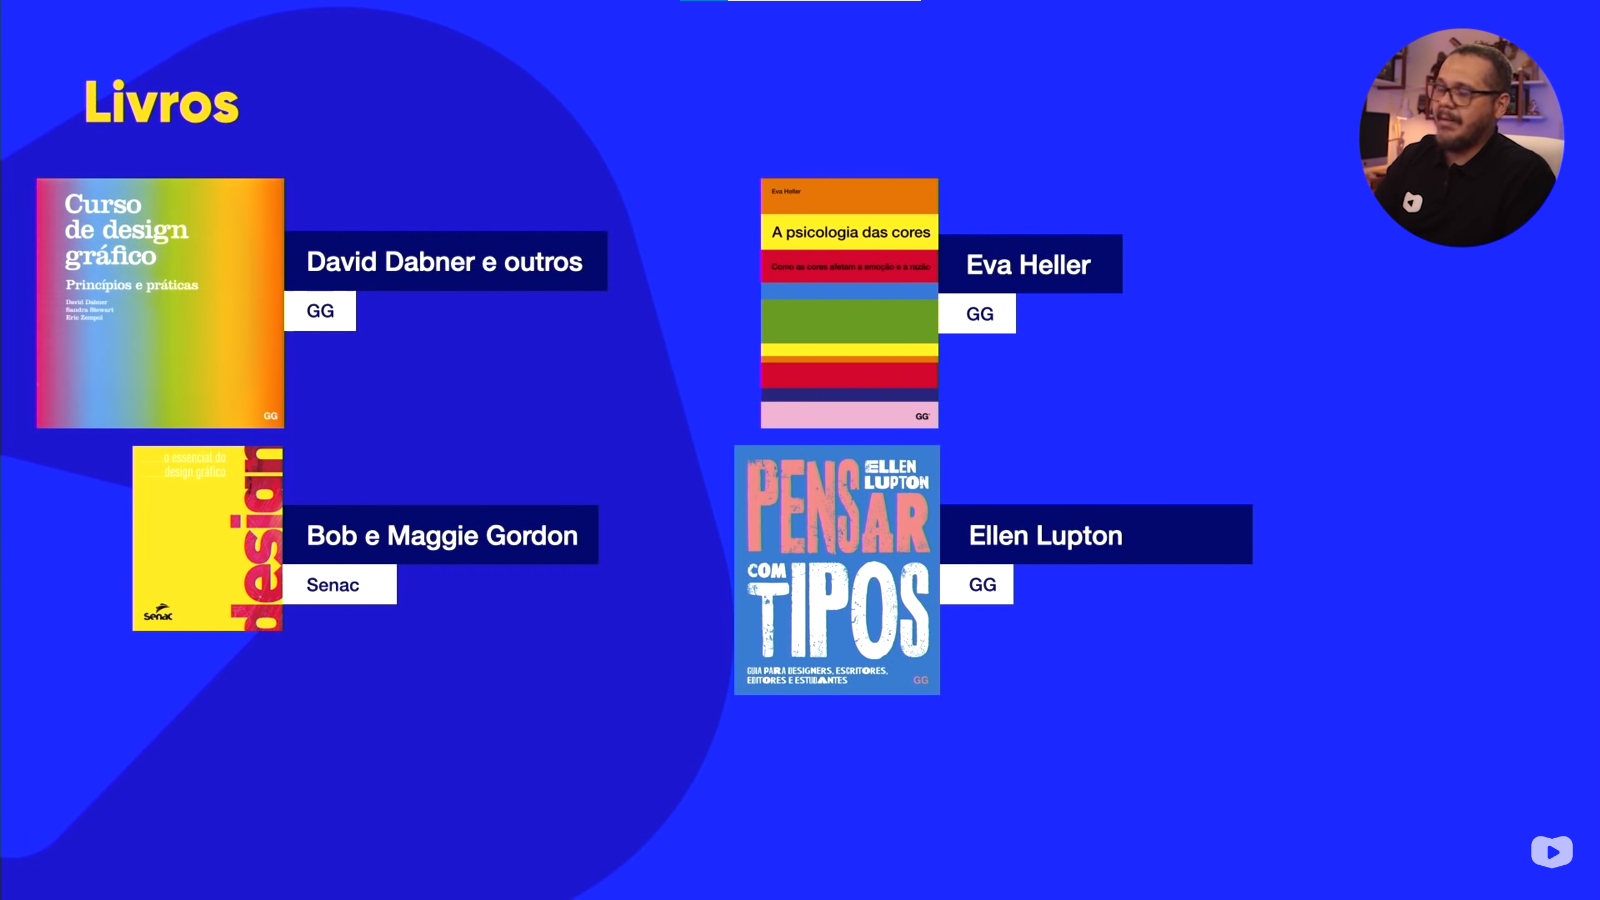 Livros
Curso
de design
gráfico
Princípios e práticas
David Dabner
Sandra Stewart
Eric Zempol
GG
David Dabner e outros
GG
Eva Heller
A psicologia das cores
Como as cores afetam a emoção e a razão
GG
Eva Heller
GG
o essencial do
design gráfico
design
Senac
Bob e Maggie Gordon
Senac
PENSAR
ELLEN
LUPTON
COM
TIPOS
GUIA PARA DESIGNERS, ESCRITORES,
EDITORES E ESTUDANTES
GG
Ellen Lupton
GG